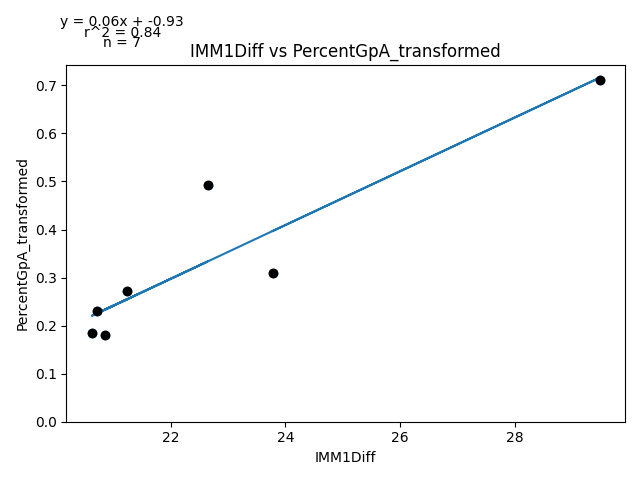 y = 0.06x + -0.93
r^2 = 0.84
n = 7
IMM1Diff vs PercentGpA_transformed
0.7
0.6
0.5
0.4
0.3
0.2
0.1
0.0
PercentGpA_transformed
22
24
26
28
IMM1Diff